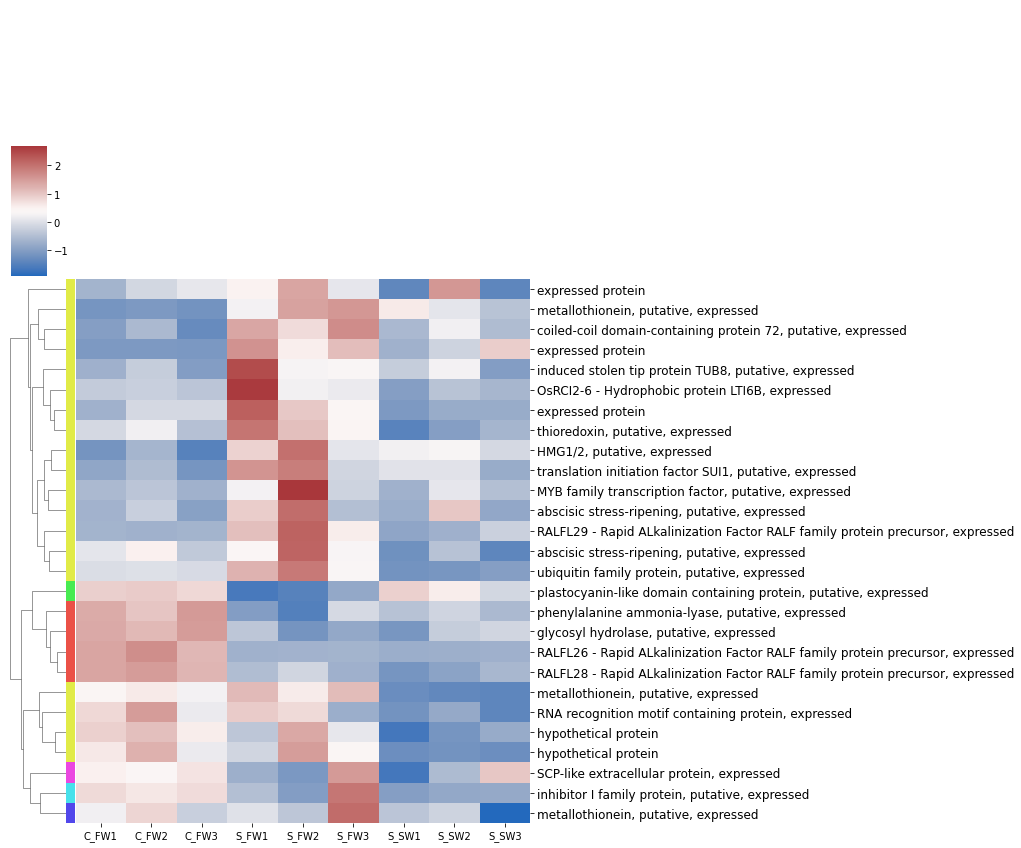 2
1
0
−1
expressed protein
metallothionein, putative, expressed
coiled-coil domain-containing protein 72, putative, expressed
expressed protein
induced stolen tip protein TUB8, putative, expressed
OsRCI2-6 - Hydrophobic protein LTI6B, expressed
expressed protein
thioredoxin, putative, expressed
HMG1/2, putative, expressed
translation initiation factor SUI1, putative, expressed
MYB family transcription factor, putative, expressed
abscisic stress-ripening, putative, expressed
RALFL29 - Rapid ALkalinization Factor RALF family protein precursor, expressed
abscisic stress-ripening, putative, expressed
ubiquitin family protein, putative, expressed
plastocyanin-like domain containing protein, putative, expressed
phenylalanine ammonia-lyase, putative, expressed
glycosyl hydrolase, putative, expressed
RALFL26 - Rapid ALkalinization Factor RALF family protein precursor, expressed
RALFL28 - Rapid ALkalinization Factor RALF family protein precursor, expressed
metallothionein, putative, expressed
RNA recognition motif containing protein, expressed
hypothetical protein
hypothetical protein
SCP-like extracellular protein, expressed
inhibitor I family protein, putative, expressed
metallothionein, putative, expressed
C_FW1 C_FW2 C_FW3 S_FW1 S_FW2 S_FW3 S_SW1 S_SW2 S_SW3